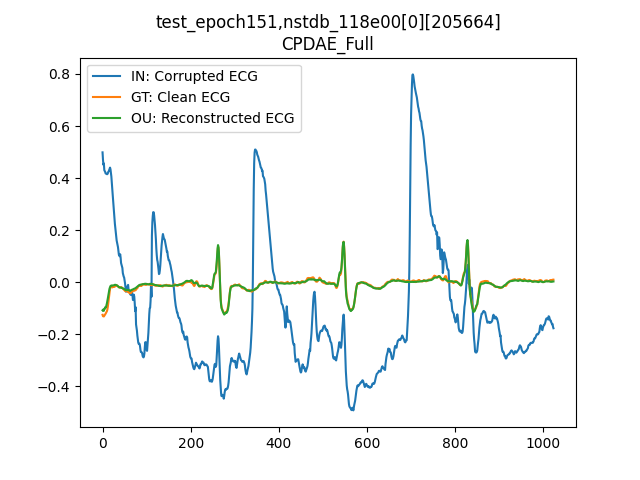 test_epoch151,nstdb_118e00[0][205664]
CPDAE_Full
IN: Corrupted ECG
GT: Clean ECG
OU: Reconstructed ECG
0.8
0.6
0.4
0.2
0.0
−0.2
−0.4
0 200 400 600 800 1000